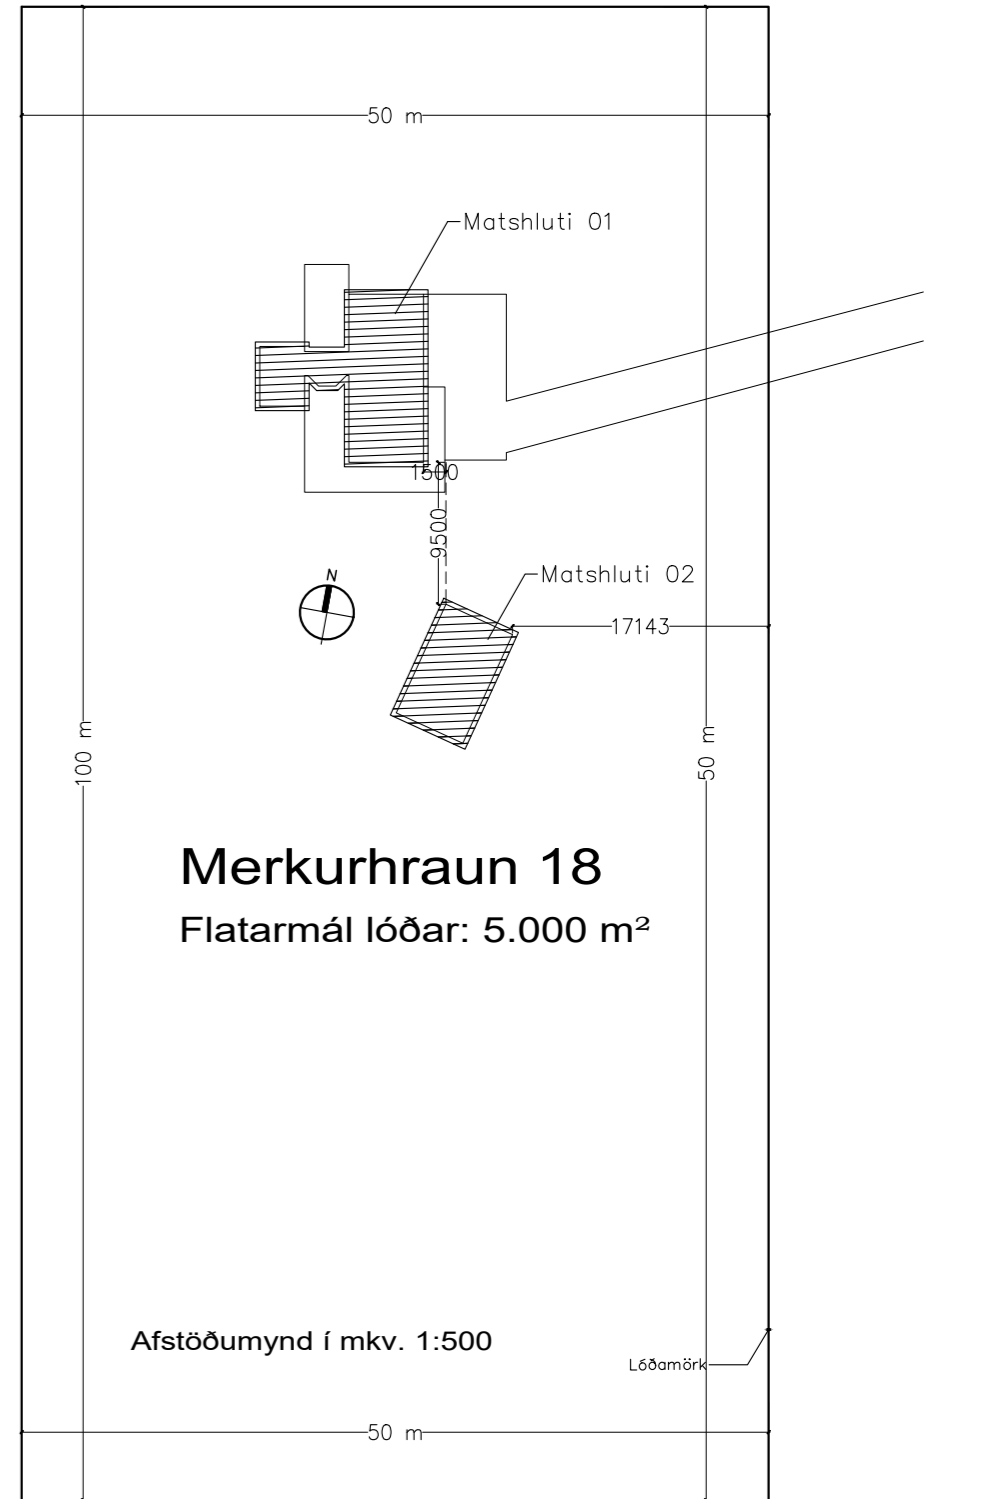 50 m
Matshluti 01
1500
9500
N
Matshluti 02
17143
100 m
50 m
Merkurhraun 18
Flatarmál lóðar: 5.000 m²
Afstöðumynd í mkv. 1:500
Lóðamörk
50 m